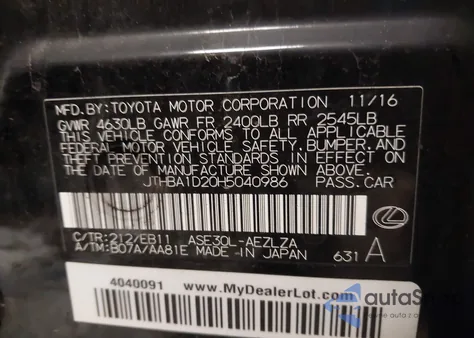 MFD. BY: TOYOTA MOTOR CORPORATION 11/16
GVWR 4630LB GAWR FR 2400LB RR 2545LB
THIS VEHICLE CONFORMS TO ALL APPLICABLE
FEDERAL MOTOR VEHICLE SAFETY, BUMPER, AND
THEFT PREVENTION STANDARDS IN EFFECT ON
THE DATE OF MANUFACTURE SHOWN ABOVE.
JTHBA1D20H5040986 PASS. CAR
C/TR: 212/EB11 ASE30L-AEZLZA
A/TM: B07A/AA81E MADE IN JAPAN 631 A
4040091 www.MyDealerLot.com